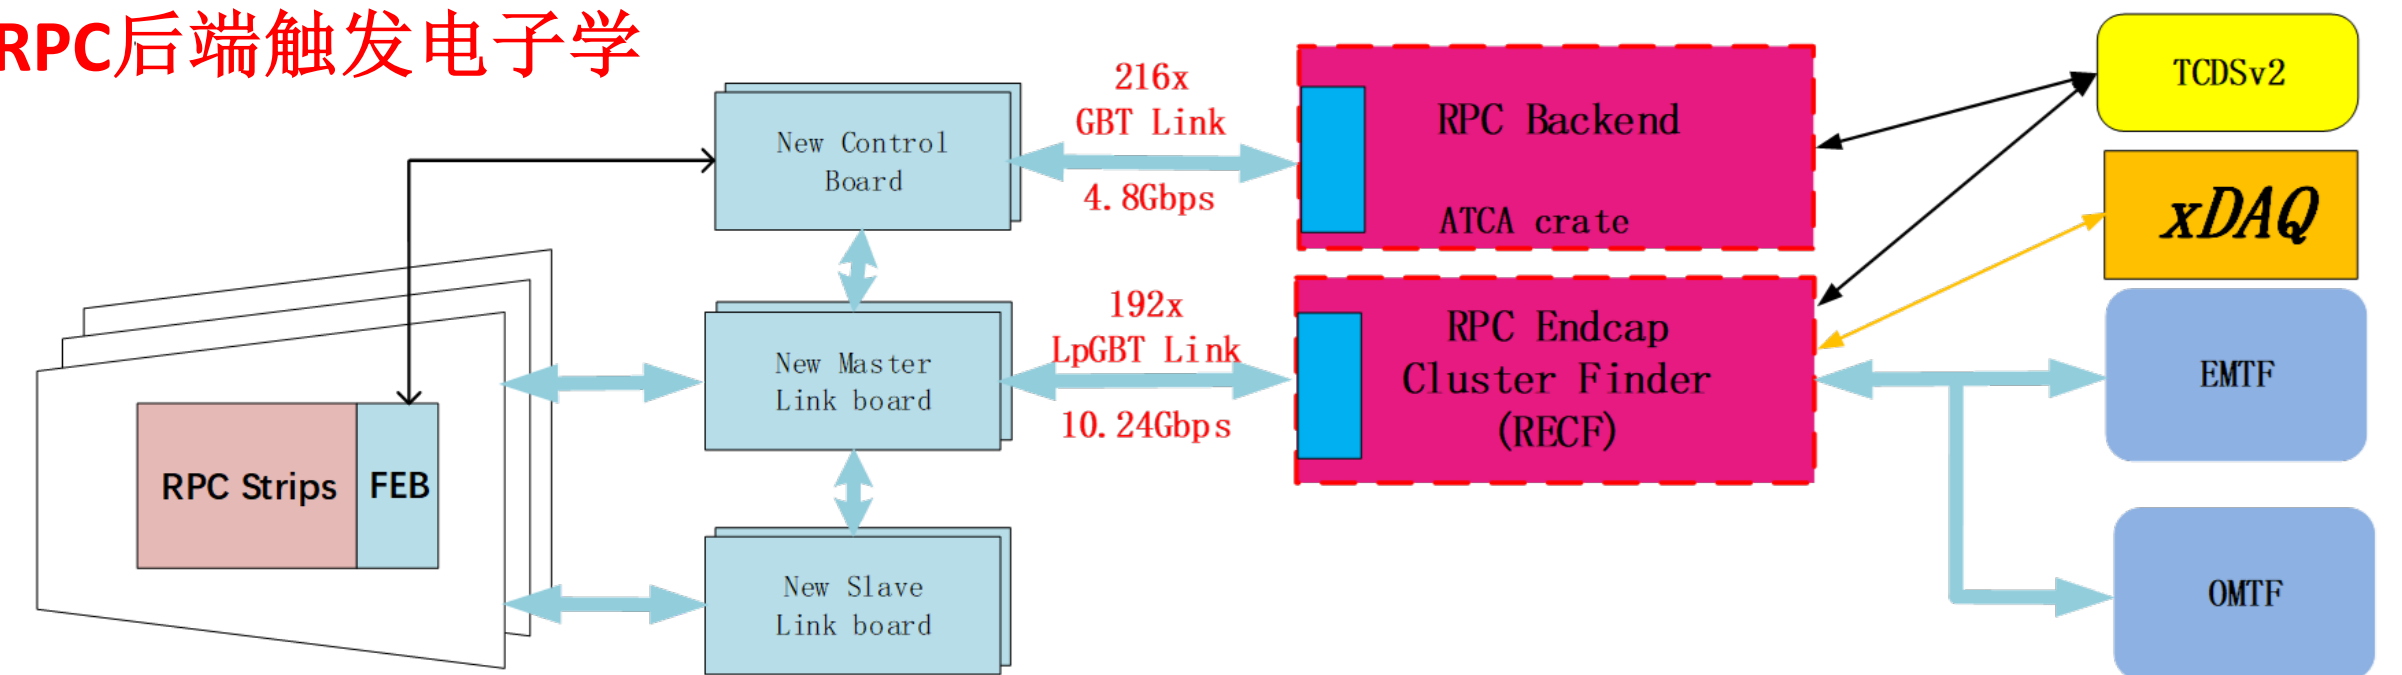 RPC后端触发电子学
New Control
Board
216x
GBT Link
4.8Gbps
RPC Backend
ATCA crate
TCDSv2
xDAQ
RPC Strips
FEB
New Master
Link board
192x
LpGBT Link
10.24Gbps
RPC Endcap
Cluster Finder
(RECF)
EMTF
New Slave
Link board
OMTF